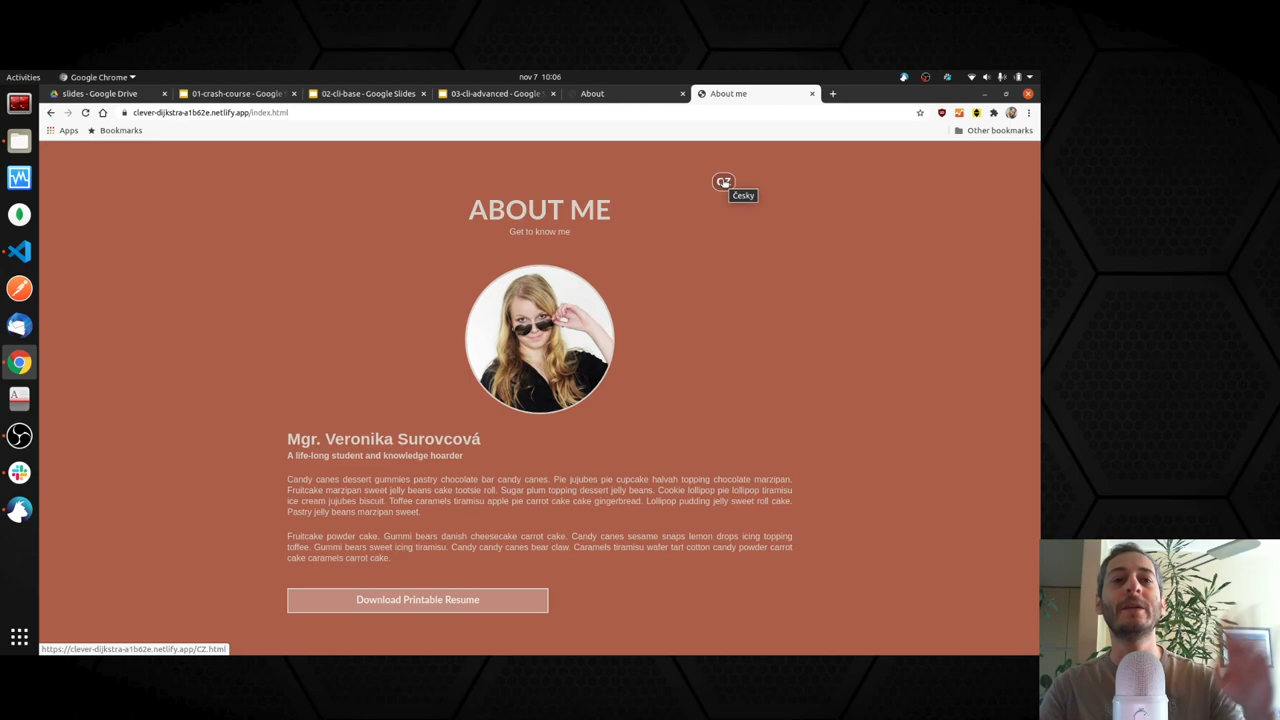 Activities
Google Chrome
nov 7 10:06
slides - Google Drive
01-crash-course - Google S
02-cli-base - Google Slides
03-cli-advanced - Google S
About
About me
clever-dijkstra-a1b62e.netlify.app/index.html
Apps
Bookmarks
Other bookmarks
CZ
Česky
ABOUT ME
Get to know me
Mgr. Veronika Surovcová
A life-long student and knowledge hoarder
Candy canes dessert gummies pastry chocolate bar candy canes. Pie jujubes pie cupcake halvah topping chocolate marzipan.
Fruitcake marzipan sweet jelly beans cake tootsie roll. Sugar plum topping dessert jelly beans. Cookie lollipop pie lollipop tiramisu
ice cream jujubes biscuit. Toffee caramels tiramisu apple pie carrot cake cake gingerbread. Lollipop pudding jelly sweet roll cake.
Pastry jelly beans marzipan sweet.
Fruitcake powder cake. Gummi bears danish cheesecake carrot cake. Candy canes sesame snaps lemon drops icing topping
toffee. Gummi bears sweet icing tiramisu. Candy candy canes bear claw. Caramels tiramisu wafer tart cotton candy powder carrot
cake caramels carrot cake.
Download Printable Resume
https://clever-dijkstra-a1b62e.netlify.app/CZ.html